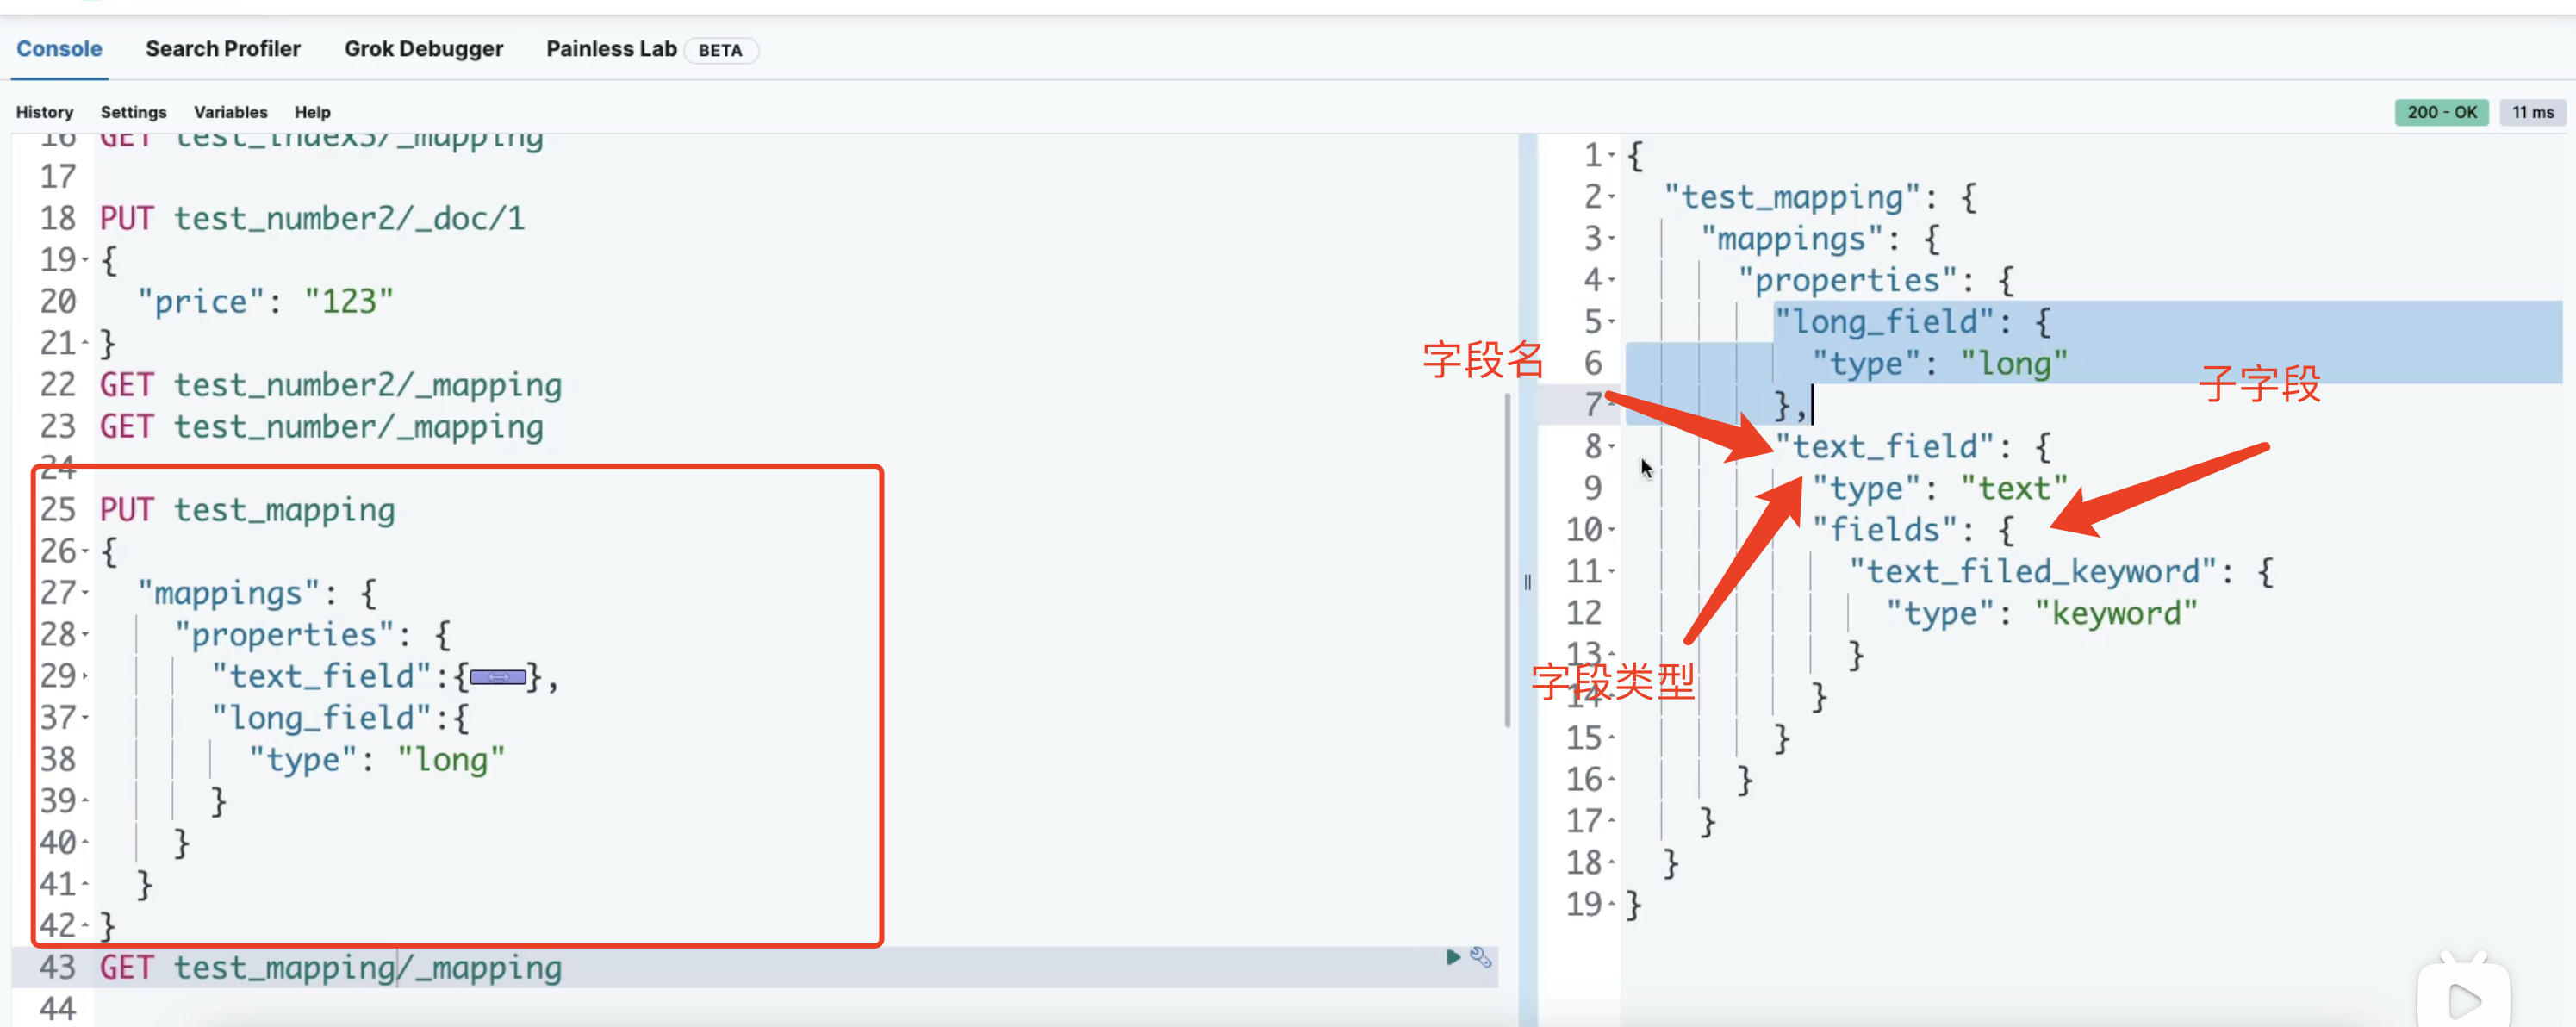 Console Search Profiler Grok Debugger Painless Lab BETA
History Settings Variables Help
200 - OK 11 ms
16 GET test_index3/_mapping
17
18 PUT test_number2/_doc/1
19 {
20 "price": "123"
21 }
22 GET test_number2/_mapping
23 GET test_number/_mapping
24
25 PUT test_mapping
26 {
27 "mappings": {
28 "properties": {
29 "text_field":{},
37 "long_field":{
38 "type": "long"
39 }
40 }
41 }
42 }
43 GET test_mapping/_mapping
44
1 {
2 "test_mapping": {
3 "mappings": {
4 "properties": {
5 "long_field": {
6 "type": "long"
7 },
8 "text_field": {
9 "type": "text"
10 "fields": {
11 "text_filed_keyword": {
12 "type": "keyword"
13 }
14 }
15 }
16 }
17 }
18 }
19 }
字段名
子字段
字段类型